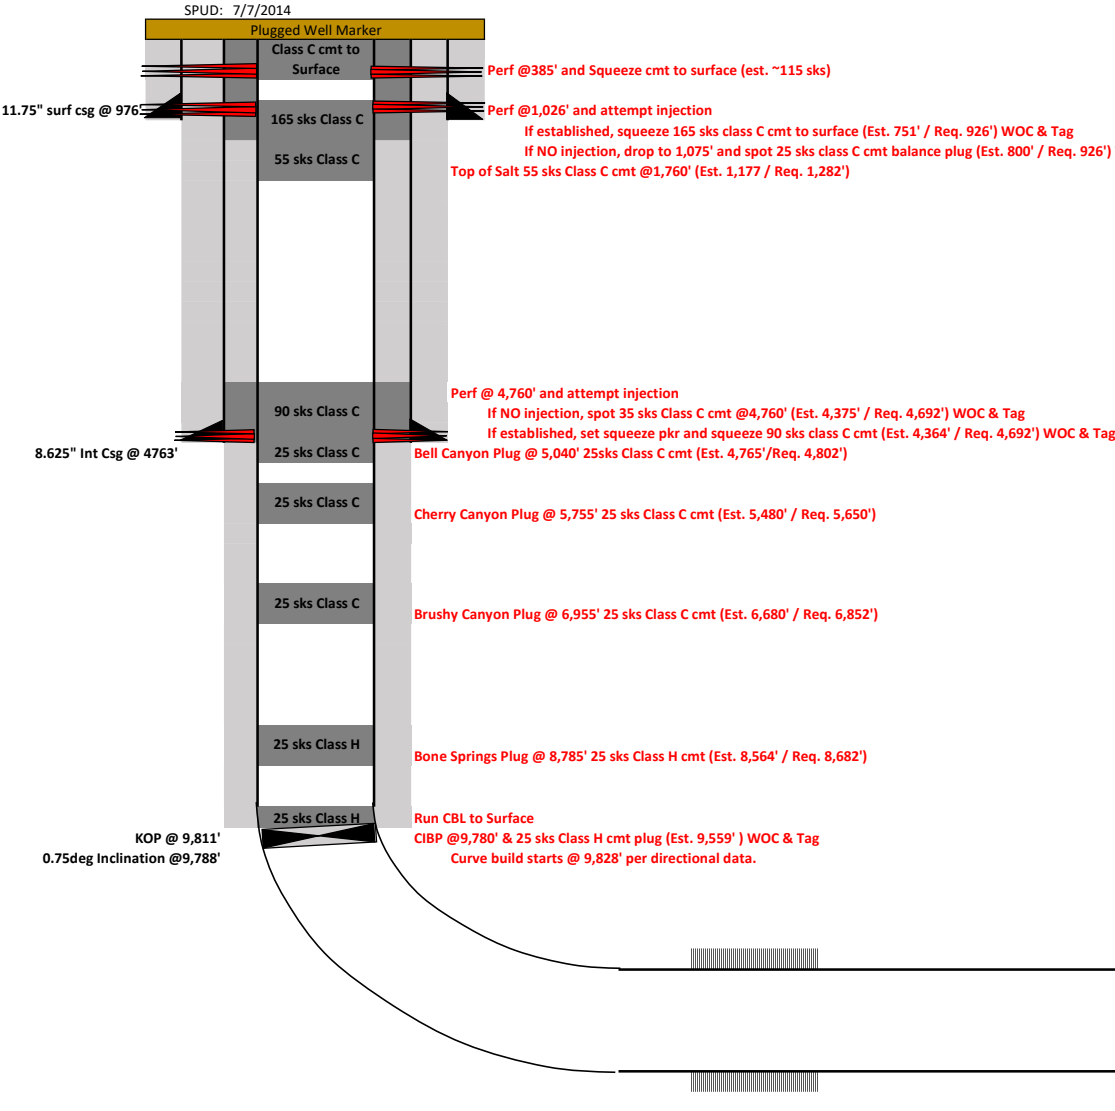 SPUD: 7/7/2014
Plugged Well Marker
Class C cmt to
Surface
Perf @385' and Squeeze cmt to surface (est. ~115 sks)
11.75" surf csg @ 976'
165 sks Class C
Perf @1,026' and attempt injection
If established, squeeze 165 sks class C cmt to surface (Est. 751' / Req. 926') WOC & Tag
If NO injection, drop to 1,075' and spot 25 sks class C cmt balance plug (Est. 800' / Req. 926')
55 sks Class C
Top of Salt 55 sks Class C cmt @1,760' (Est. 1,177 / Req. 1,282')
Perf @ 4,760' and attempt injection
90 sks Class C
If NO injection, spot 35 sks Class C cmt @4,760' (Est. 4,375' / Req. 4,692') WOC & Tag
If established, set squeeze pkr and squeeze 90 sks class C cmt (Est. 4,364' / Req. 4,692') WOC & Tag
8.625" Int Csg @ 4763'
25 sks Class C
Bell Canyon Plug @ 5,040' 25sks Class C cmt (Est. 4,765'/Req. 4,802')
25 sks Class C
Cherry Canyon Plug @ 5,755' 25 sks Class C cmt (Est. 5,480' / Req. 5,650')
25 sks Class C
Brushy Canyon Plug @ 6,955' 25 sks Class C cmt (Est. 6,680' / Req. 6,852')
25 sks Class H
Bone Springs Plug @ 8,785' 25 sks Class H cmt (Est. 8,564' / Req. 8,682')
25 sks Class H
Run CBL to Surface
KOP @ 9,811'
CIBP @9,780' & 25 sks Class H cmt plug (Est. 9,559' ) WOC & Tag
0.75deg Inclination @9,788'
Curve build starts @ 9,828' per directional data.